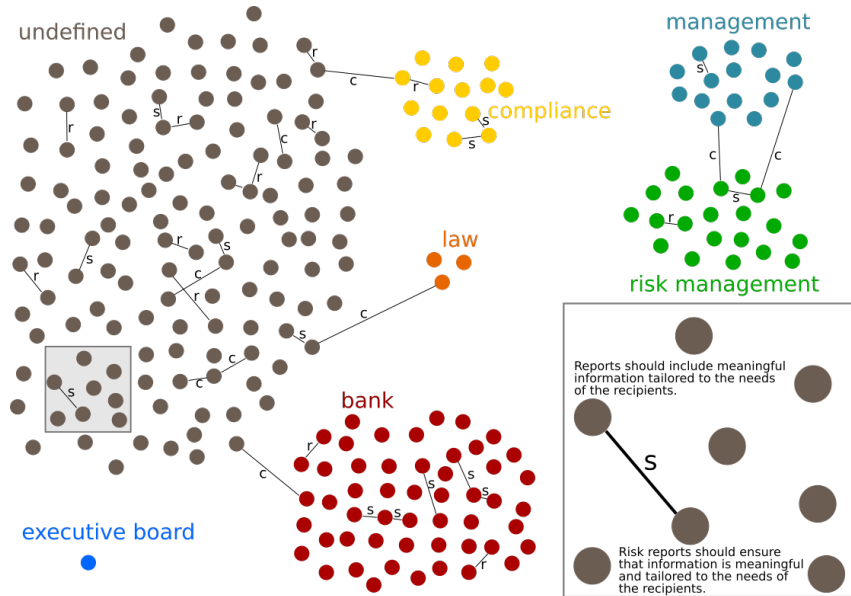 undefined
management
compliance
law
risk management
bank
executive board
r
c
r
s
s
s
r
r
s
r
c
r
s
c
c
s
r
r
s
s
r
c
r
s
c
c
s
c
r
s
s
s
s
s
r
c
s
Reports should include meaningful
information tailored to the needs
of the recipients.
s
Risk reports should ensure
that information is meaningful
and tailored to the needs of
the recipients.